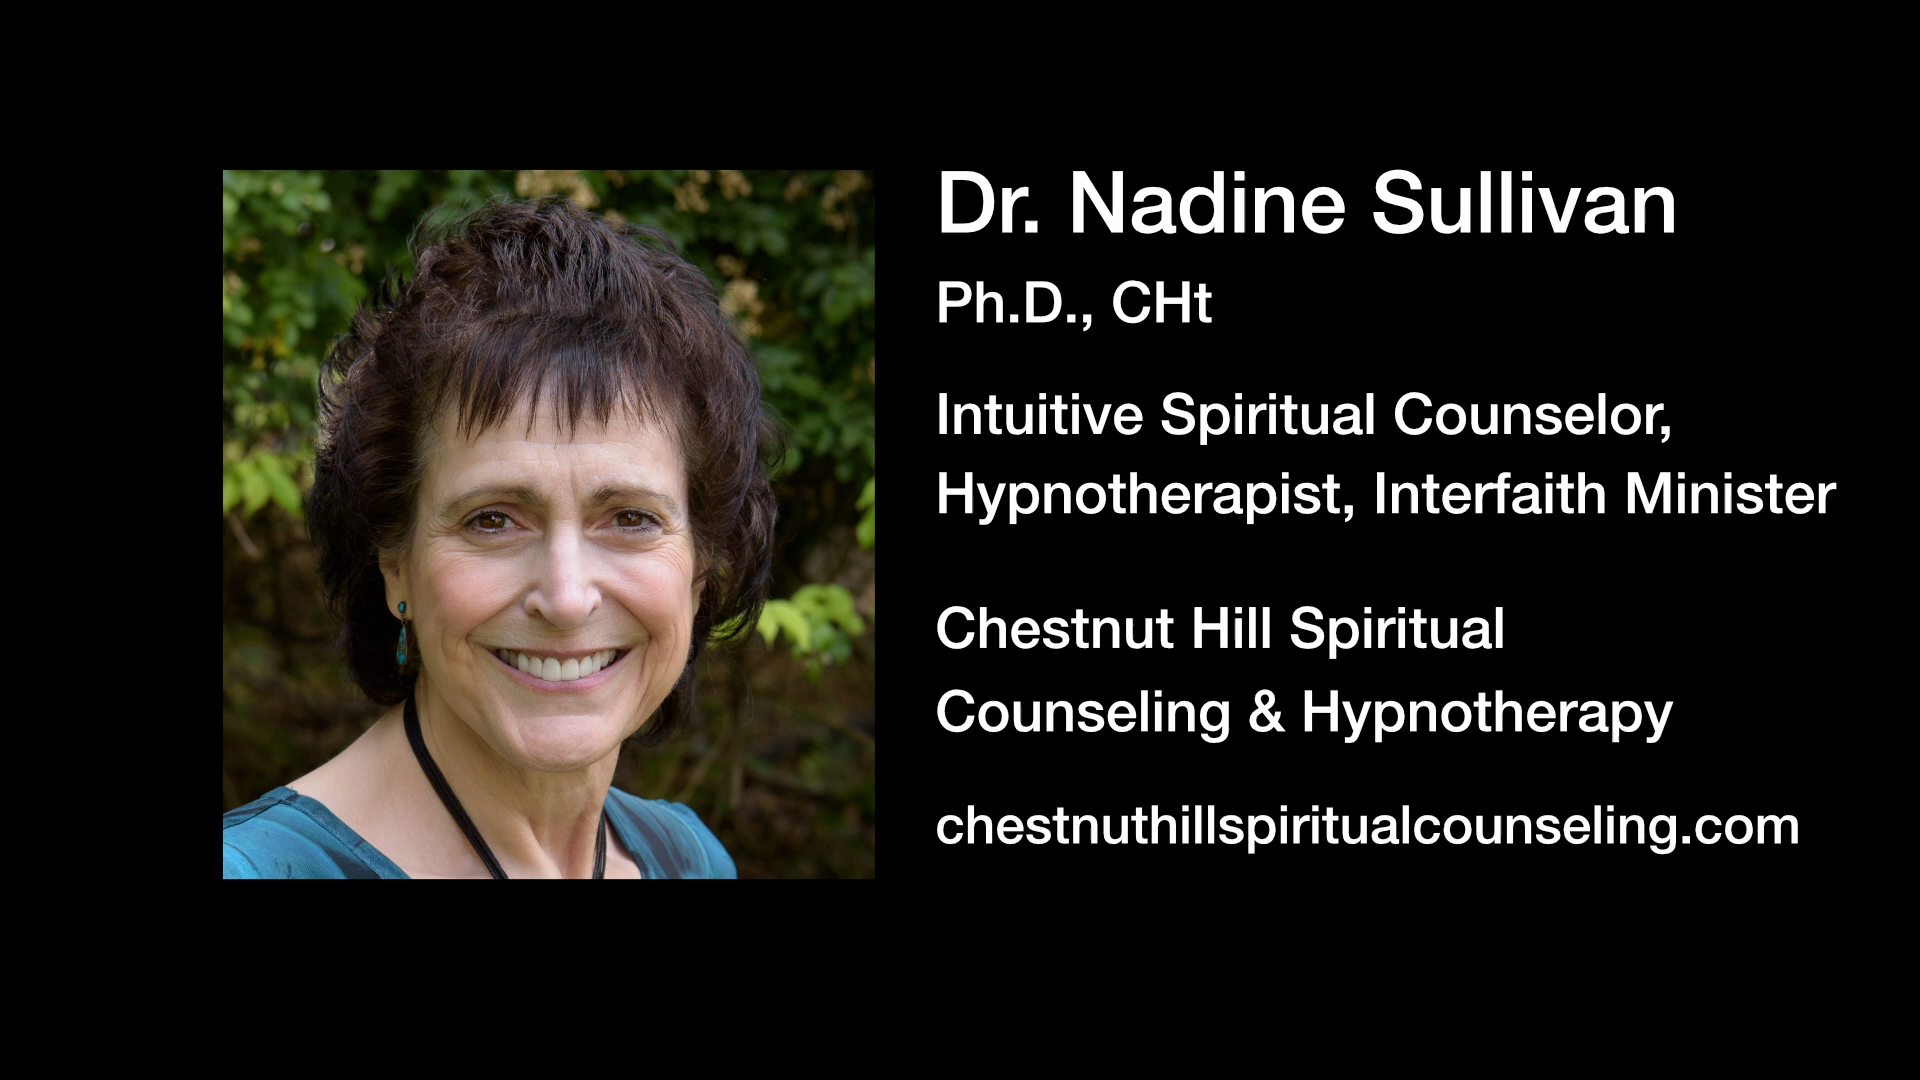 Dr. Nadine Sullivan
Ph.D., CHt
Intuitive Spiritual Counselor,
Hypnotherapist, Interfaith Minister
Chestnut Hill Spiritual
Counseling & Hypnotherapy
chestnuthillspiritualcounseling.com